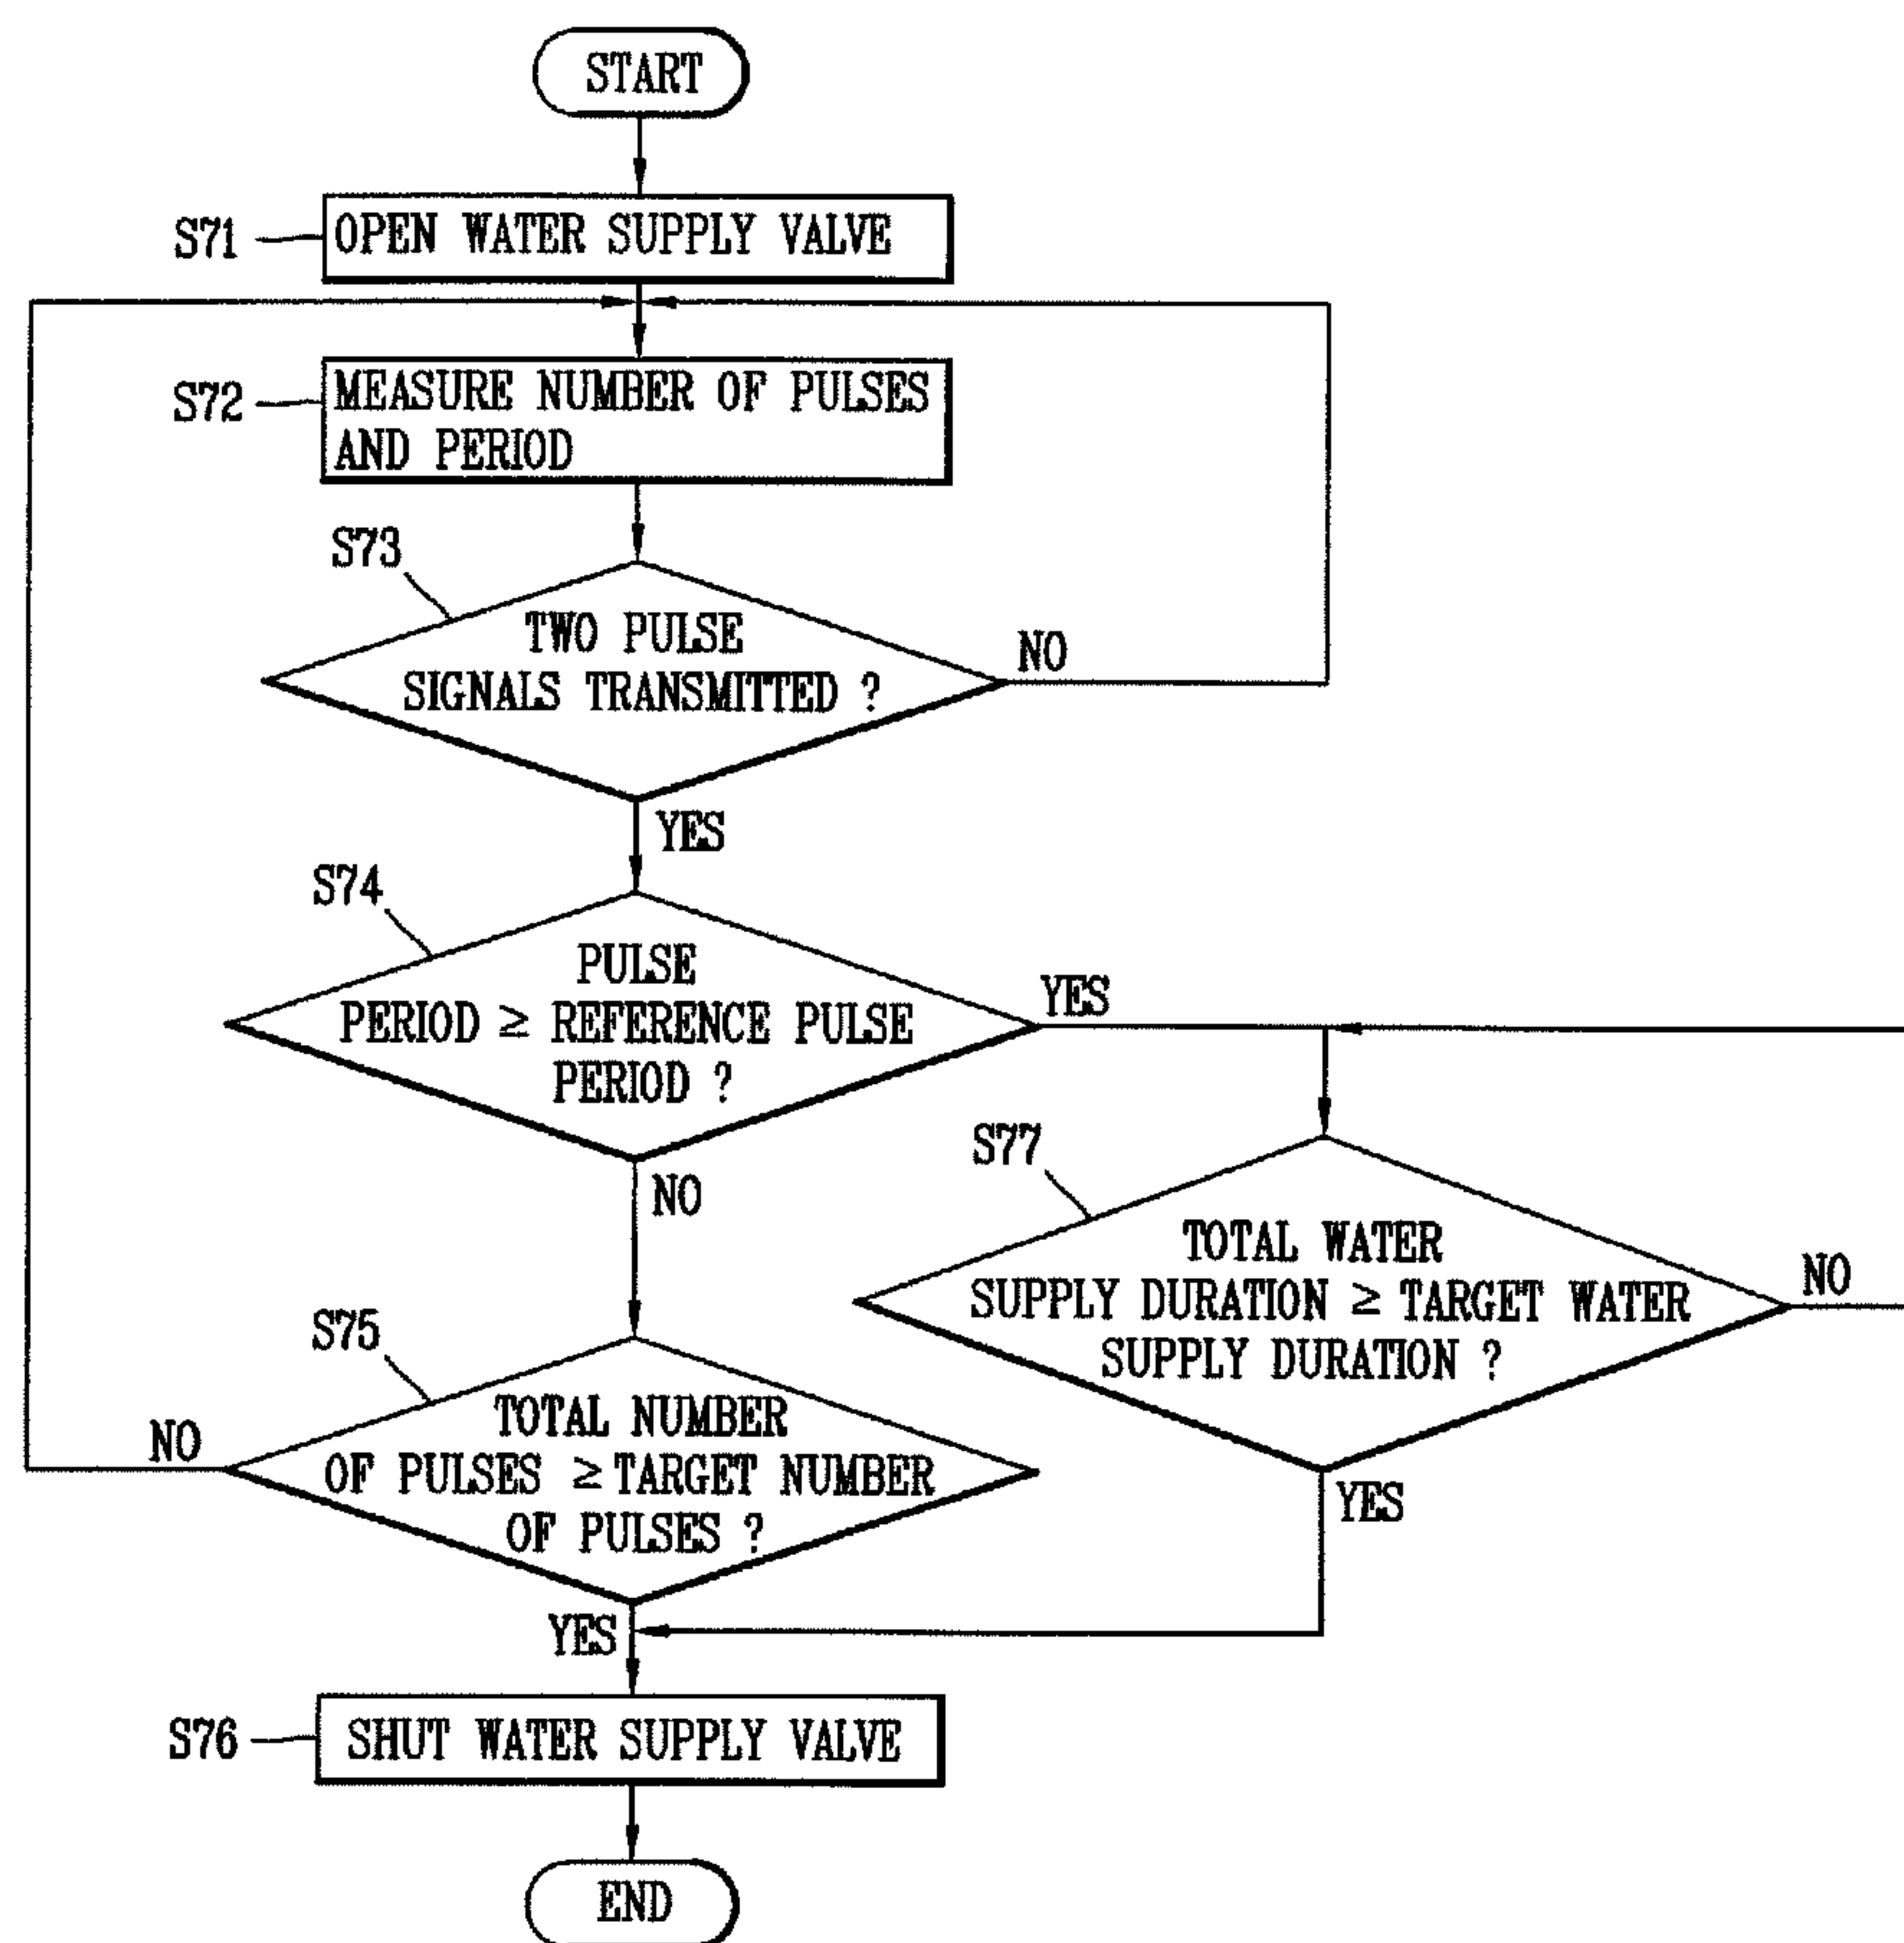 START
S71
OPEN WATER SUPPLY VALVE
S72
MEASURE NUMBER OF PULSES
AND PERIOD
S73
TWO PULSE
SIGNALS TRANSMITTED ?
NO
YES
S74
PULSE
PERIOD ≥ REFERENCE PULSE
PERIOD ?
YES
NO
S77
TOTAL WATER
SUPPLY DURATION ≥ TARGET WATER
SUPPLY DURATION ?
NO
YES
S75
TOTAL NUMBER
OF PULSES ≥ TARGET NUMBER
OF PULSES ?
NO
YES
S76
SHUT WATER SUPPLY VALVE
END